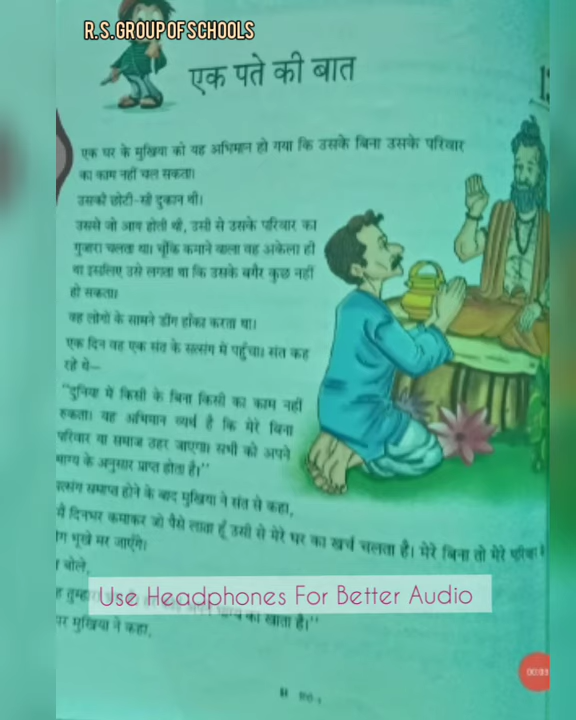 R.S.GROUP OF SCHOOLS
एक पते की बात
एक घर के मुखिया को यह अभिमान हो गया कि उसके बिना उसके परिवार
का काम नहीं चल सकता।
उसकी छोटी-सी दुकान थी।
उससे जो आय होती थी, उसी से उसके परिवार का
गुजारा चलता था। चूँकि कमाने वाला वह अकेला ही
था इसलिए उसे लगता था कि उसके बगैर कुछ नहीं
हो सकता।
वह लोगों के सामने डींग हाँका करता था।
एक दिन वह एक संत के सत्संग में पहुँचा। संत कह
रहे थे–
"दुनिया में किसी के बिना किसी का काम नहीं
रुकता। यह अभिमान व्यर्थ है कि मेरे बिना
परिवार या समाज ठहर जाएगा। सभी को अपने
भाग्य के अनुसार प्राप्त होता है।"
सत्संग समाप्त होने के बाद मुखिया ने संत से कहा,
मैं दिनभर कमाकर जो पैसे लाता हूँ उसी से मेरे घर का खर्च चलता है। मेरे बिना तो मेरे
भूखे मर जाएँगे।
बोले,
का खाता है।"
पर मुखिया ने कहा,
Use Headphones For Better Audio